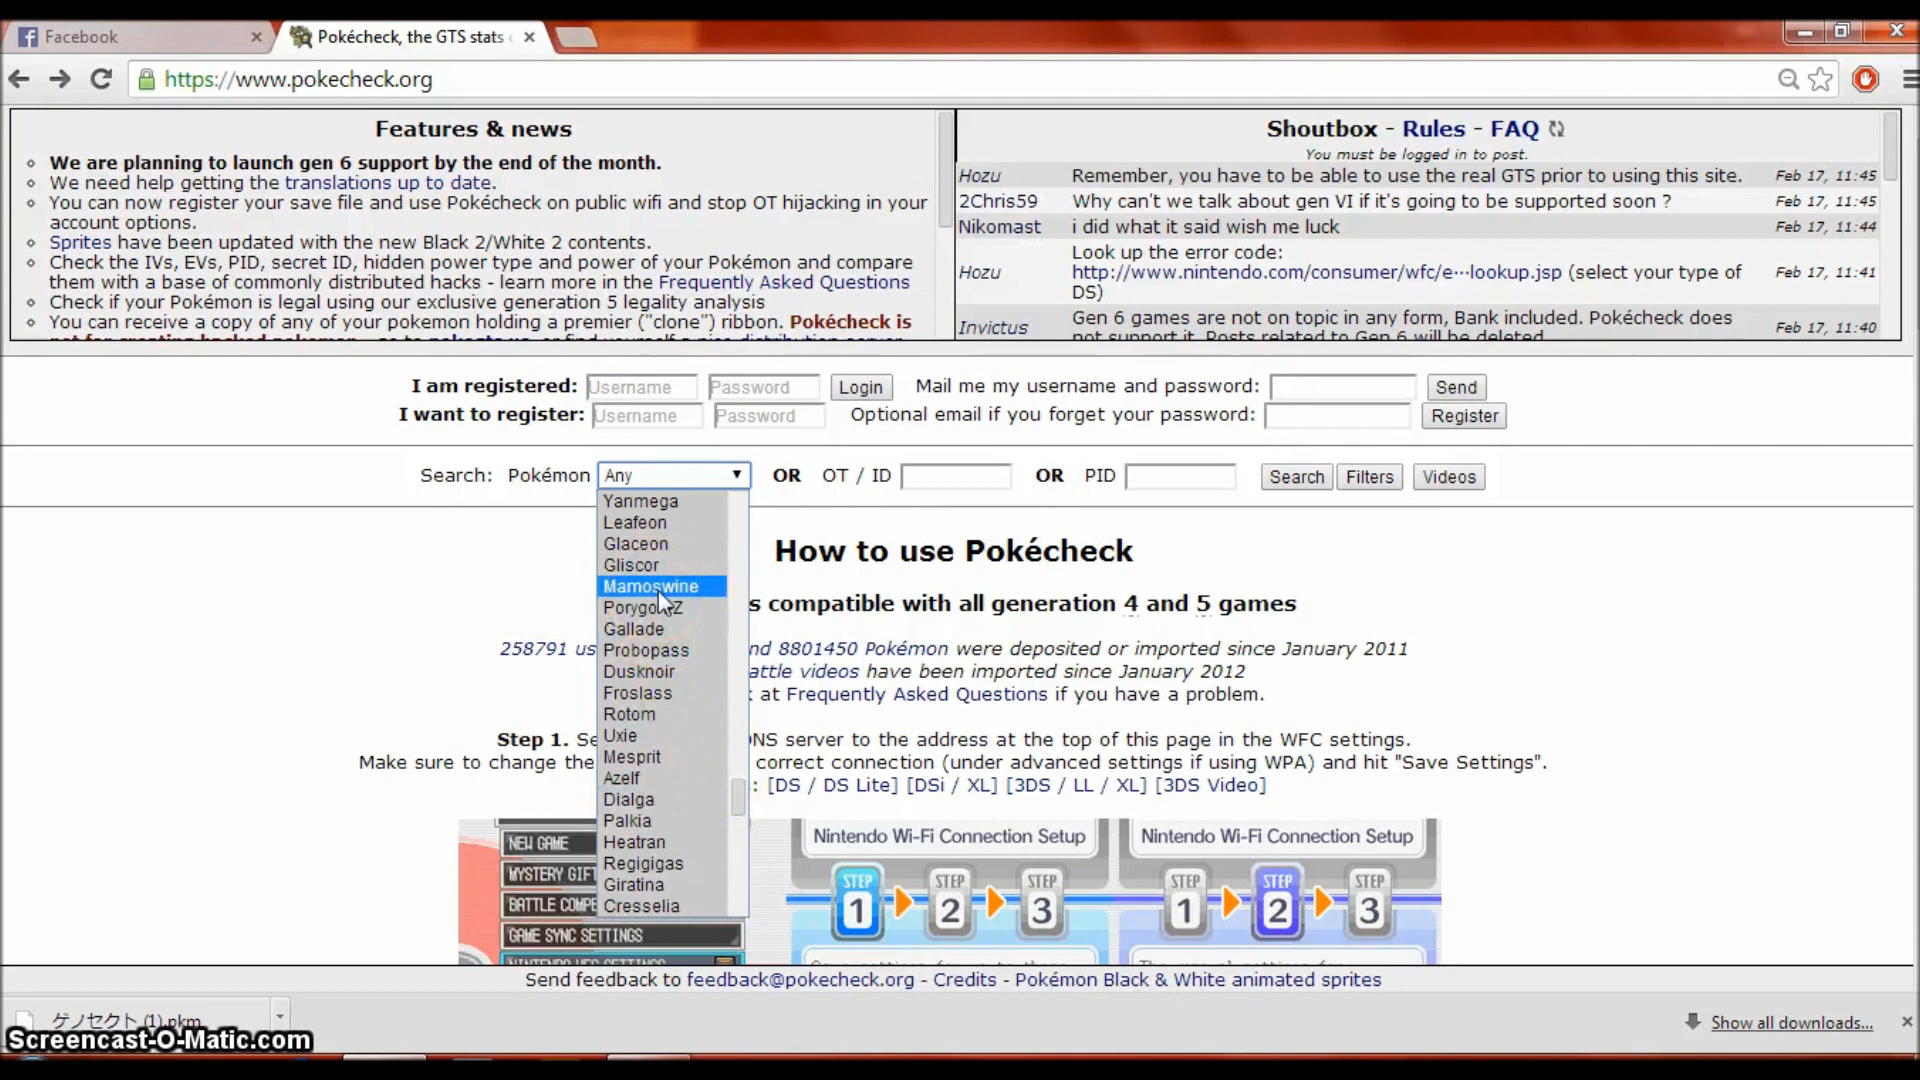 Facebook
Pokécheck, the GTS stats
https://www.pokecheck.org
Features & news
We are planning to launch gen 6 support by the end of the month.
We need help getting the translations up to date.
You can now register your save file and use Pokécheck on public wifi and stop OT hijacking in your
account options.
Sprites have been updated with the new Black 2/White 2 contents.
Check the IVs, EVs, PID, secret ID, hidden power type and power of your Pokémon and compare
them with a base of commonly distributed hacks - learn more in the Frequently Asked Questions
Check if your Pokémon is legal using our exclusive generation 5 legality analysis
You can receive a copy of any of your pokemon holding a premier ("clone") ribbon. Pokécheck is
Shoutbox - Rules - FAQ
You must be logged in to post.
Hozu Remember, you have to be able to use the real GTS prior to using this site. Feb 17, 11:45
2Chris59 Why can't we talk about gen VI if it's going to be supported soon ? Feb 17, 11:45
Nikomast i did what it said wish me luck Feb 17, 11:44
Look up the error code:
Hozu http://www.nintendo.com/consumer/wfc/e···lookup.jsp (select your type of Feb 17, 11:41
DS)
Invictus Gen 6 games are not on topic in any form, Bank included. Pokécheck does Feb 17, 11:40
not support it. Posts related to Gen 6 will be deleted.
I am registered: Username Password Login Mail me my username and password: Send
I want to register: Username Password Optional email if you forget your password: Register
Search: Pokémon Any OR OT / ID OR PID Search Filters Videos
Yanmega
Leafeon
Glaceon
Gliscor
Mamoswine
Porygon-Z
Gallade
Probopass
Dusknoir
Froslass
Rotom
Uxie
Mesprit
Azelf
Dialga
Palkia
Heatran
Regigigas
Giratina
Cresselia
How to use Pokécheck
s compatible with all generation 4 and 5 games
258791 us nd 8801450 Pokémon were deposited or imported since January 2011
attle videos have been imported since January 2012
at Frequently Asked Questions if you have a problem.
Step 1. Se NS server to the address at the top of this page in the WFC settings.
Make sure to change the correct connection (under advanced settings if using WPA) and hit "Save Settings".
: [DS / DS Lite] [DSi / XL] [3DS / LL / XL] [3DS Video]
NEW GAME
MYSTERY GIFT
BATTLE COMPE
GAME SYNC SETTINGS
Nintendo Wi-Fi Connection Setup
STEP 1 STEP 2 STEP 3
Nintendo Wi-Fi Connection Setup
STEP 1 STEP 2 STEP 3
Send feedback to feedback@pokecheck.org - Credits - Pokémon Black & White animated sprites
ゲノセクト (1).pkm
Show all downloads...
Screencast-O-Matic.com